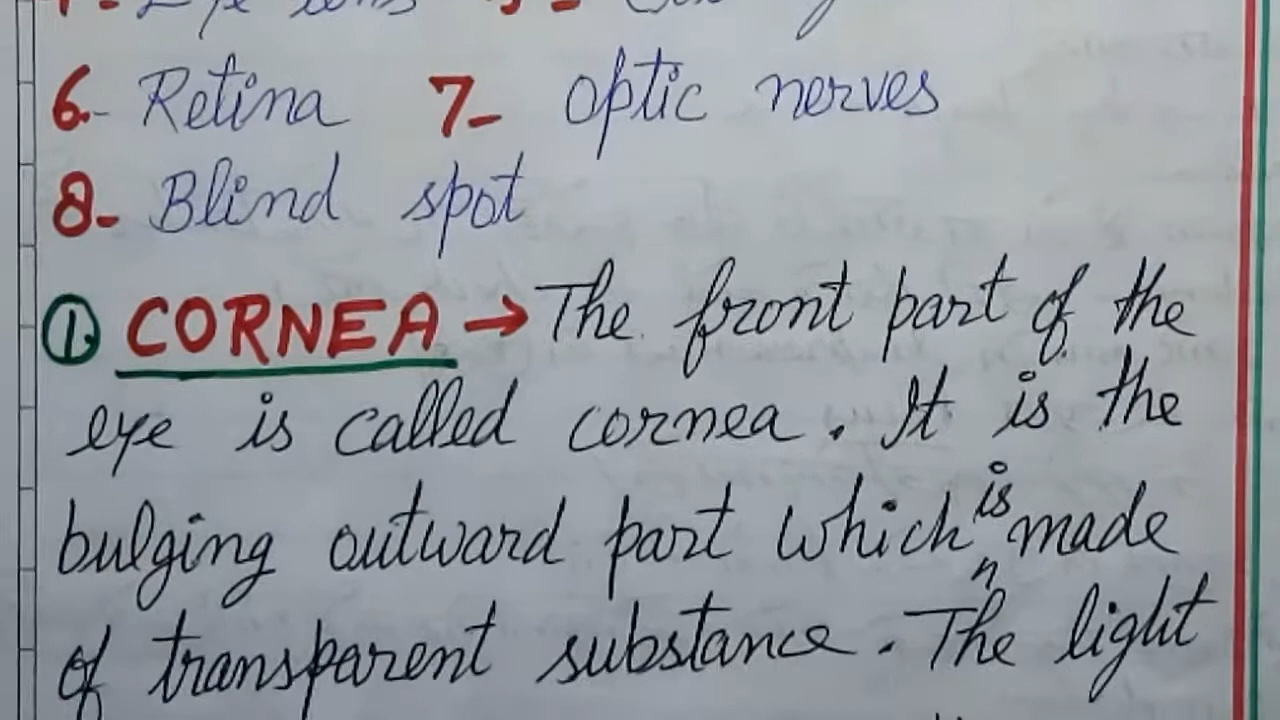 6- Retina 7- Optic nerves
8- Blind spot
① CORNEA → The front part of the
eye is called cornea. It is the
bulging outward part which is made
of transparent substance. The light